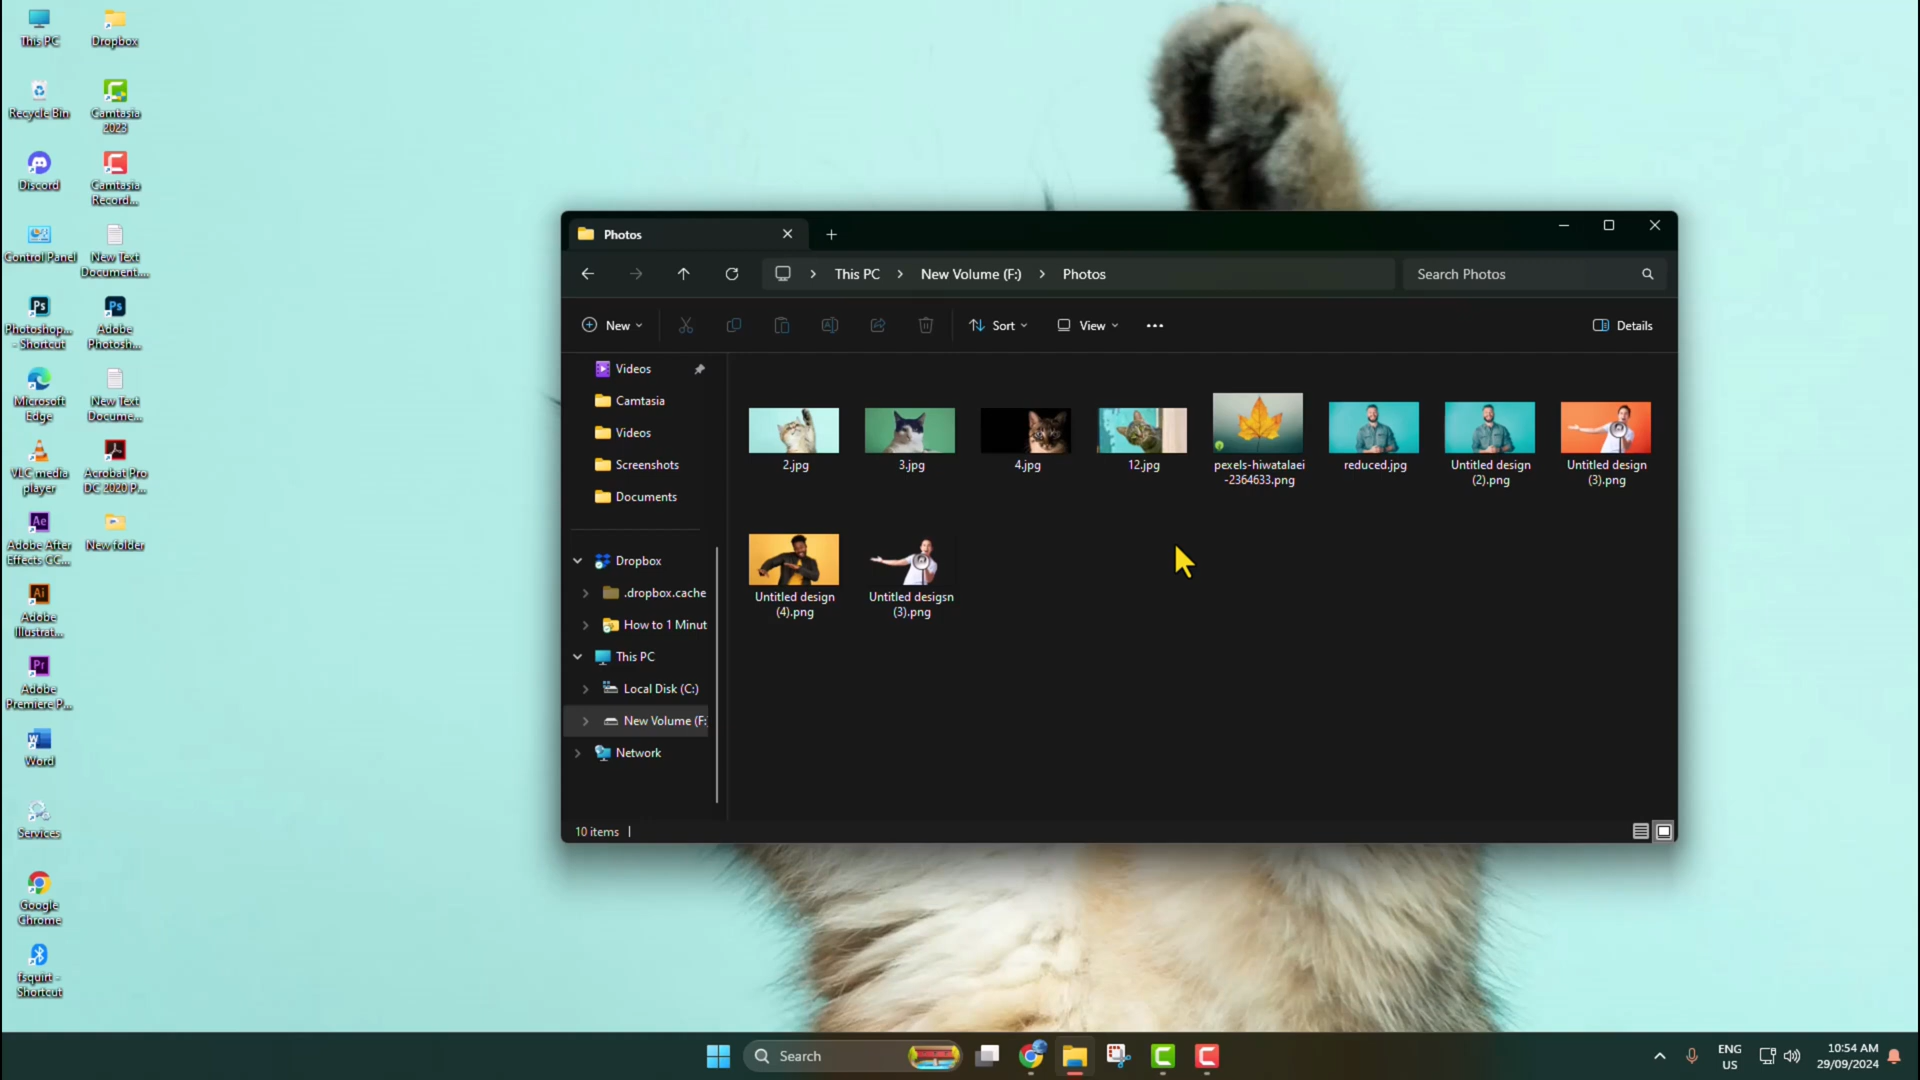 This PC
Dropbox
Recycle Bin
Camtasia
2023
Discord
Camtasia
Record...
Control Panel
New Text
Document....
Photoshop...
- Shortcut
Adobe
Photosh...
Microsoft
Edge
New Text
Docume...
VLC media
player
Acrobat Pro
DC 2020 P...
Adobe After
Effects CC...
New folder
Adobe
Illustrat...
Adobe
Premiere P...
Word
Services
Google
Chrome
fsquirt -
Shortcut
Photos
This PC > New Volume (F:) > Photos
Search Photos
New
Sort
View
Details
Videos
Camtasia
Videos
Screenshots
Documents
Dropbox
.dropbox.cache
How to 1 Minut
This PC
Local Disk (C:)
New Volume (F:
Network
2.jpg
3.jpg
4.jpg
12.jpg
pexels-hiwatalaei
-2364633.png
reduced.jpg
Untitled design
(2).png
Untitled design
(3).png
Untitled design
(4).png
Untitled desigsn
(3).png
10 items
Search
ENG
US
10:54 AM
29/09/2024